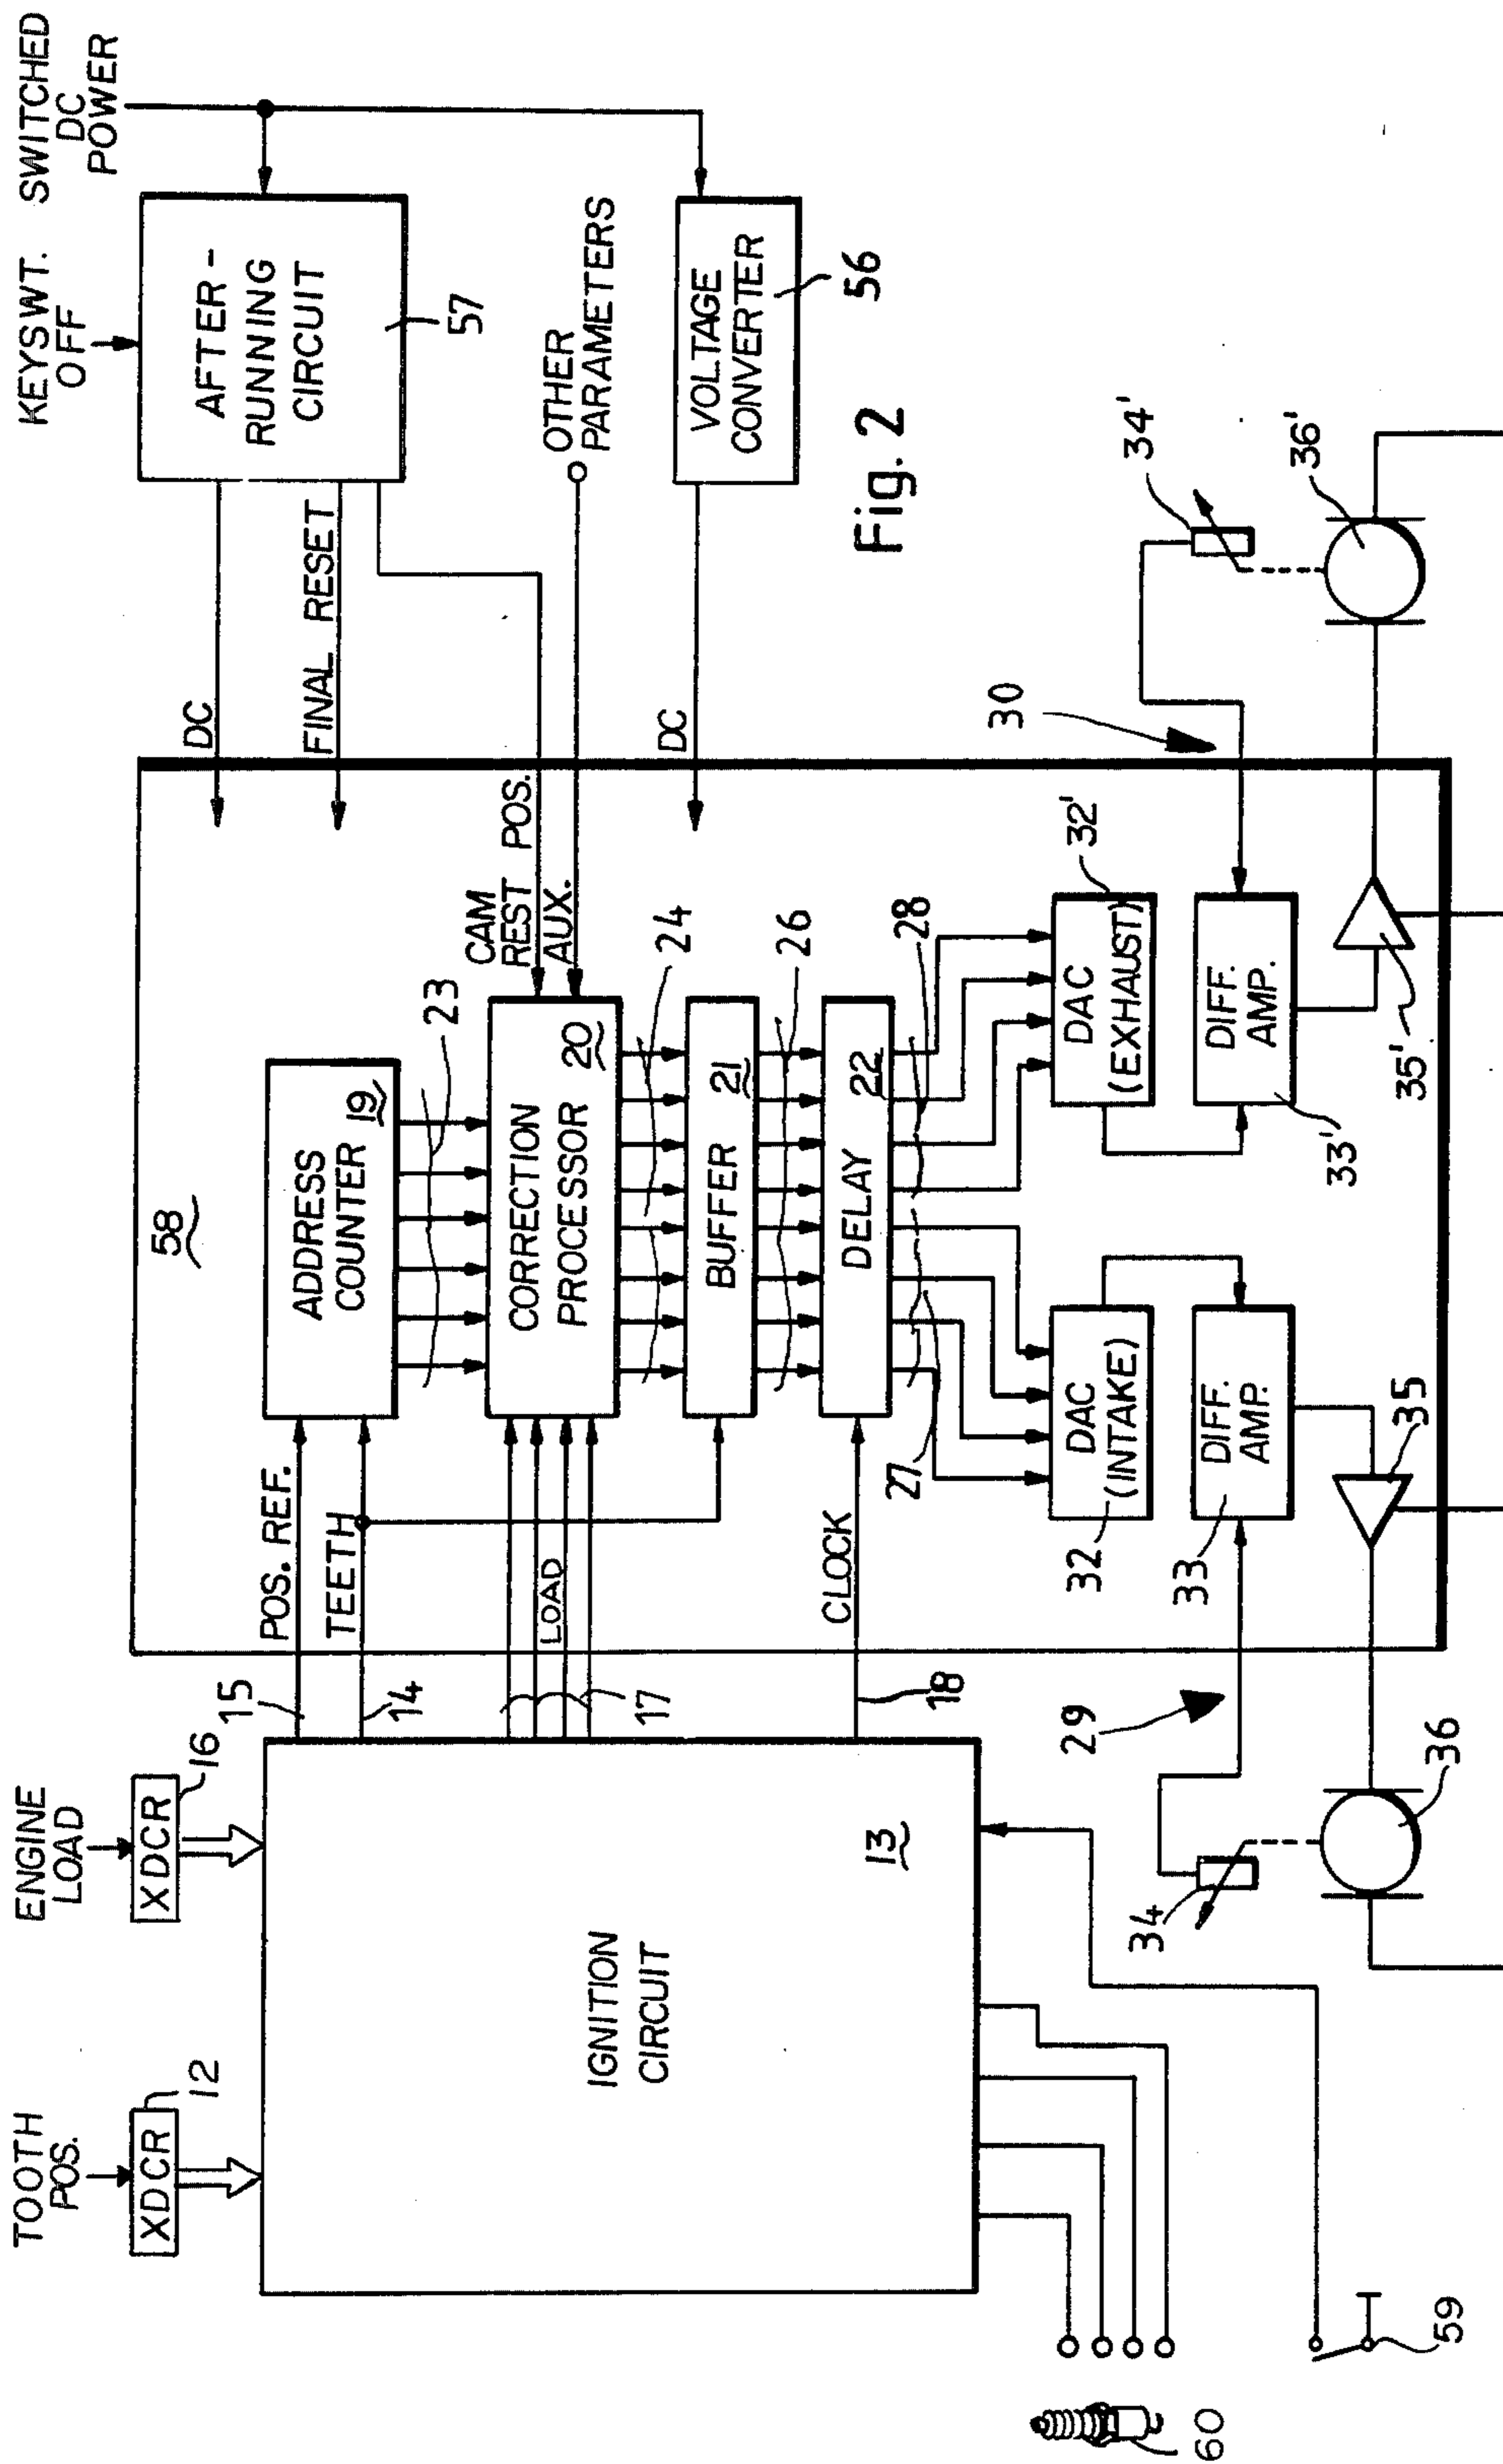 TOOTH
POS.
XDCR
12
ENGINE
LOAD
XDCR
16
KEYSWT.
OFF
SWITCHED
DC
POWER
IGNITION
CIRCUIT
13
15
POS. REF.
14
TEETH
17
LOAD
18
CLOCK
58
ADDRESS
COUNTER
19
23
CORRECTION
PROCESSOR
20
24
BUFFER
21
26
DELAY
22
27
28
CAM
REST POS.
AUX.
DC
FINAL RESET
DC
AFTER-
RUNNING
CIRCUIT
57
OTHER
PARAMETERS
VOLTAGE
CONVERTER
56
Fig. 2
29
30
DAC
(INTAKE)
32
DAC
(EXHAUST)
32'
DIFF.
AMP.
33
DIFF.
AMP.
33'
34
34'
35
35'
36
36'
59
60